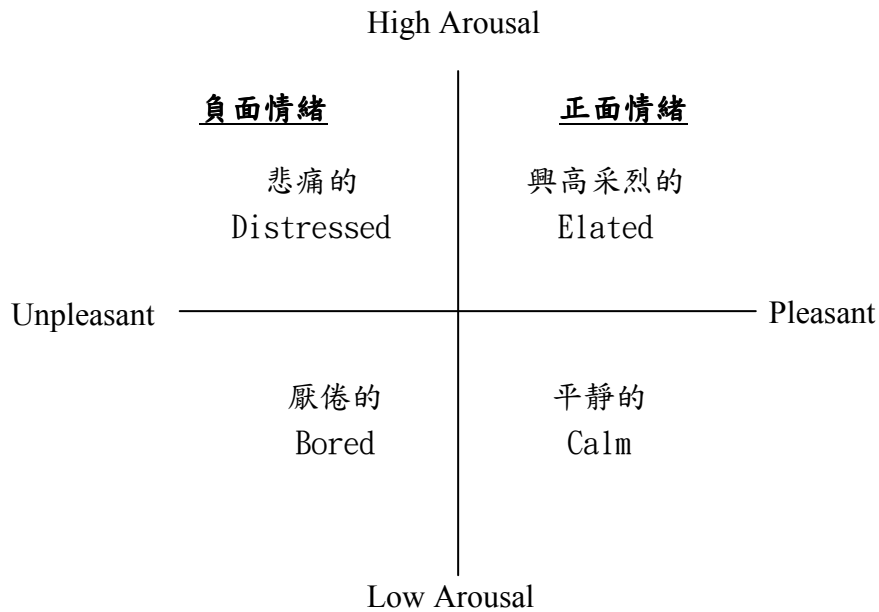 High Arousal
負面情緒
正面情緒
悲痛的
Distressed
興高采烈的
Elated
Unpleasant
Pleasant
厭倦的
Bored
平靜的
Calm
Low Arousal